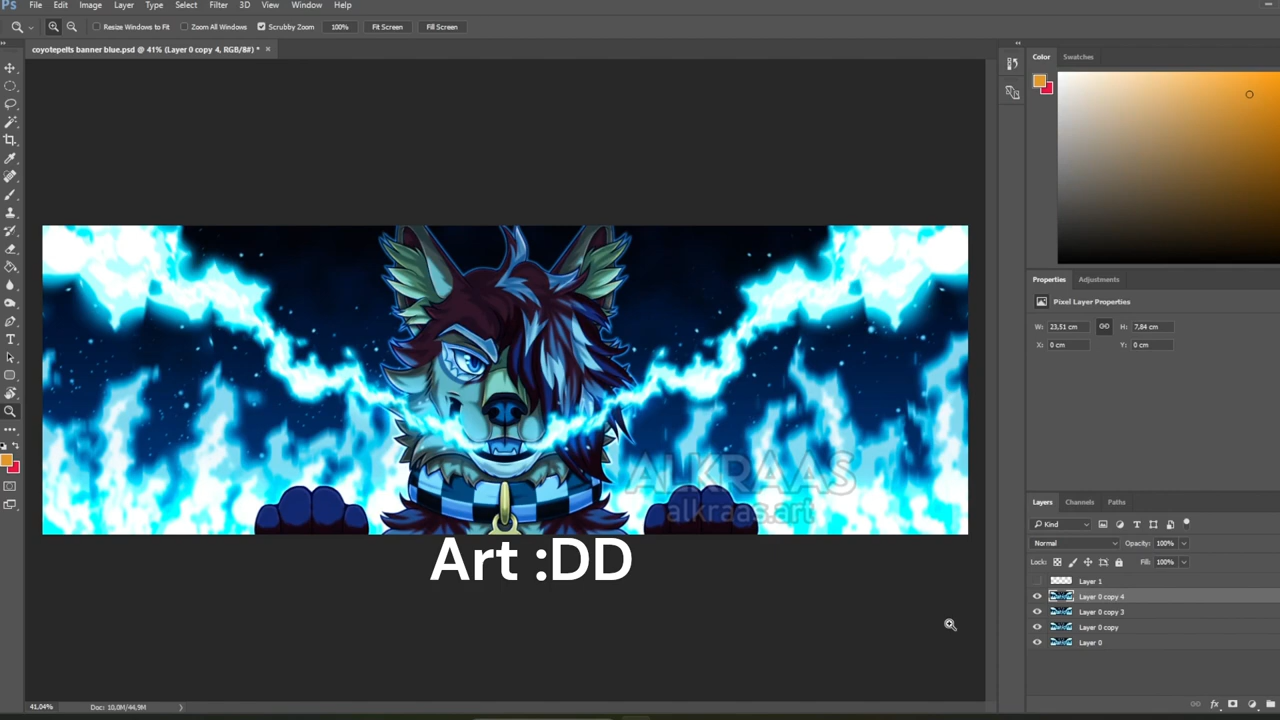 Ps File Edit Image Layer Type Select Filter 3D View Window Help
Resize Windows to Fit Zoom All Windows Scrubby Zoom 100% Fit Screen Fill Screen
coyotepelts banner blue.psd @ 41% (Layer 0 copy 4, RGB/8#) * ×
Color Swatches
Properties Adjustments
Pixel Layer Properties
W: 23,51 cm H: 7,84 cm
X: 0 cm Y: 0 cm
ALKRAAS
alkraas.art
Art :DD
Layers Channels Paths
Kind
Normal Opacity: 100%
Lock: Fill: 100%
Layer 1
Layer 0 copy 4
Layer 0 copy 3
Layer 0 copy
Layer 0
41,04% Doc: 10,0M/44,9M